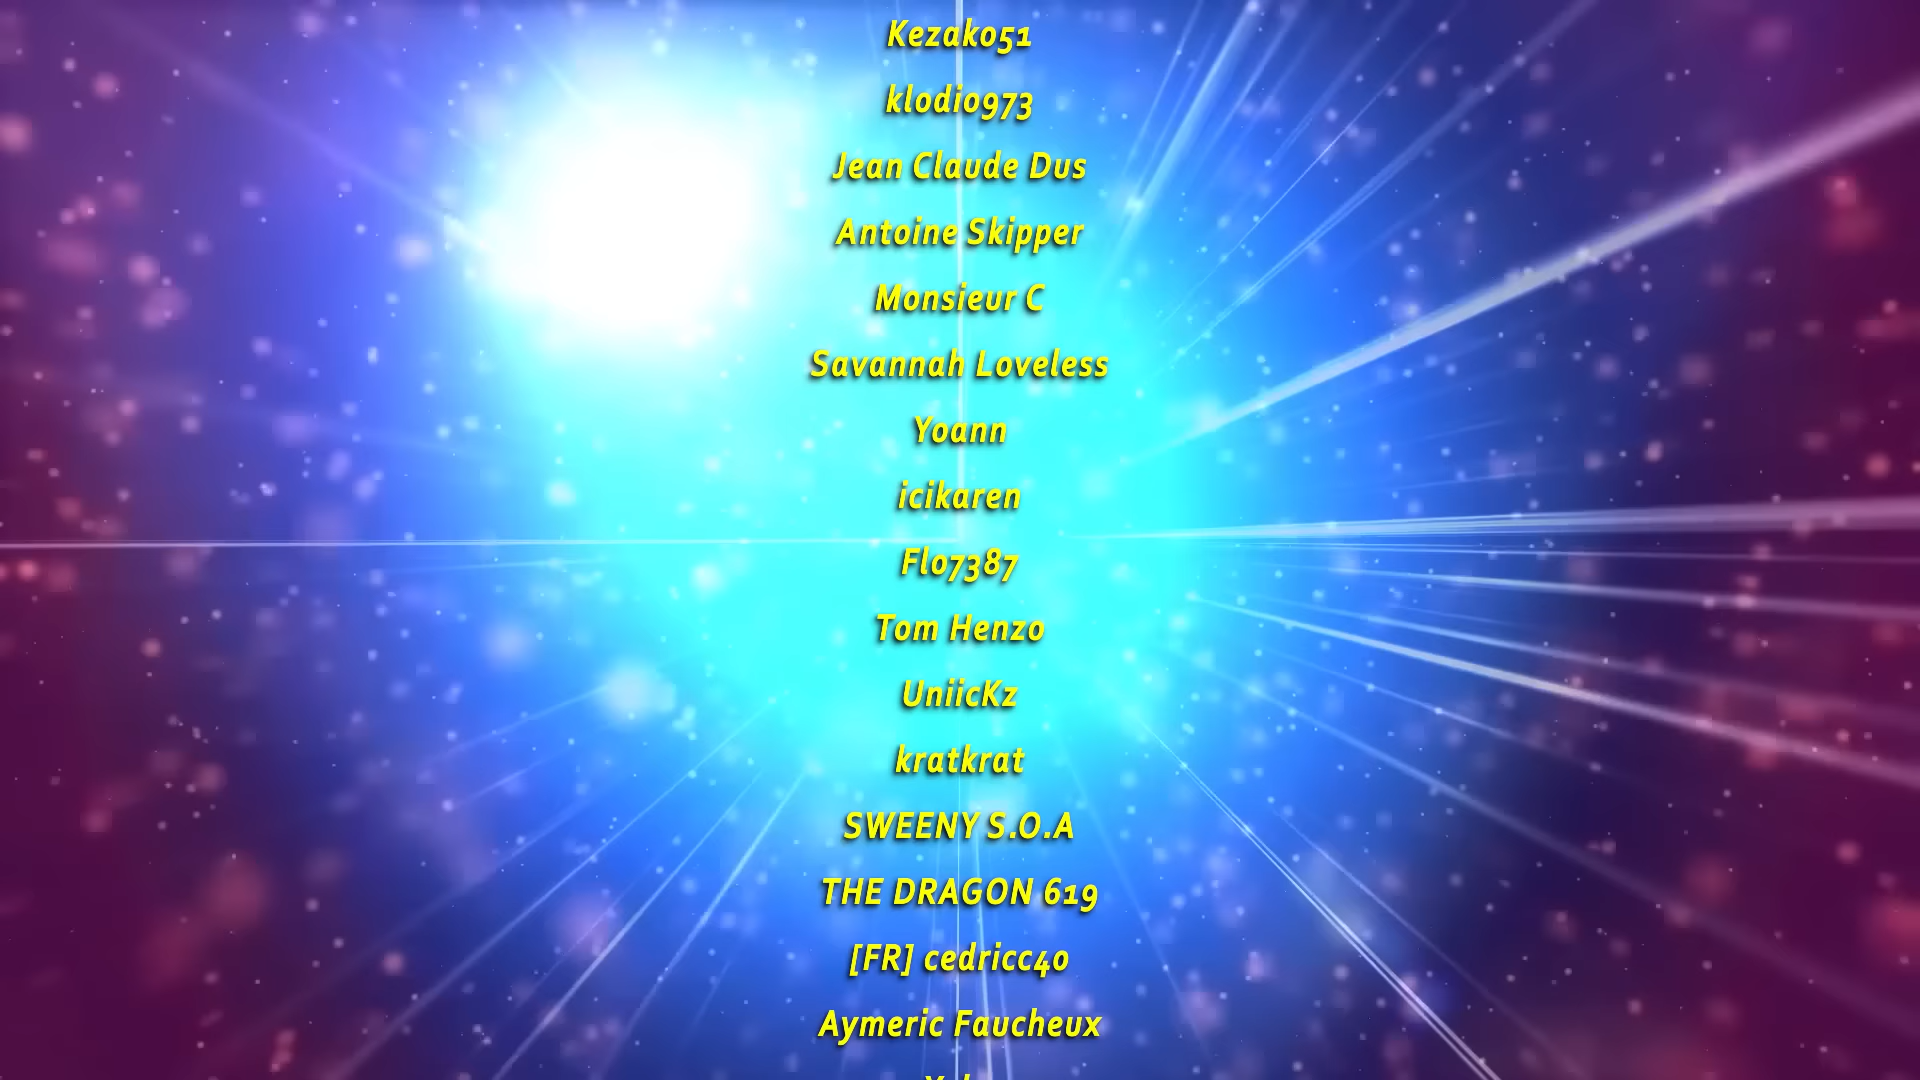 Kezako51
klodio973
Jean Claude Dus
Antoine Skipper
Monsieur C
Savannah Loveless
Yoann
icikaren
Flo7387
Tom Henzo
UniicKz
kratkrat
SWEENY S.O.A
THE DRAGON 619
[FR] cedricc40
Aymeric Faucheux